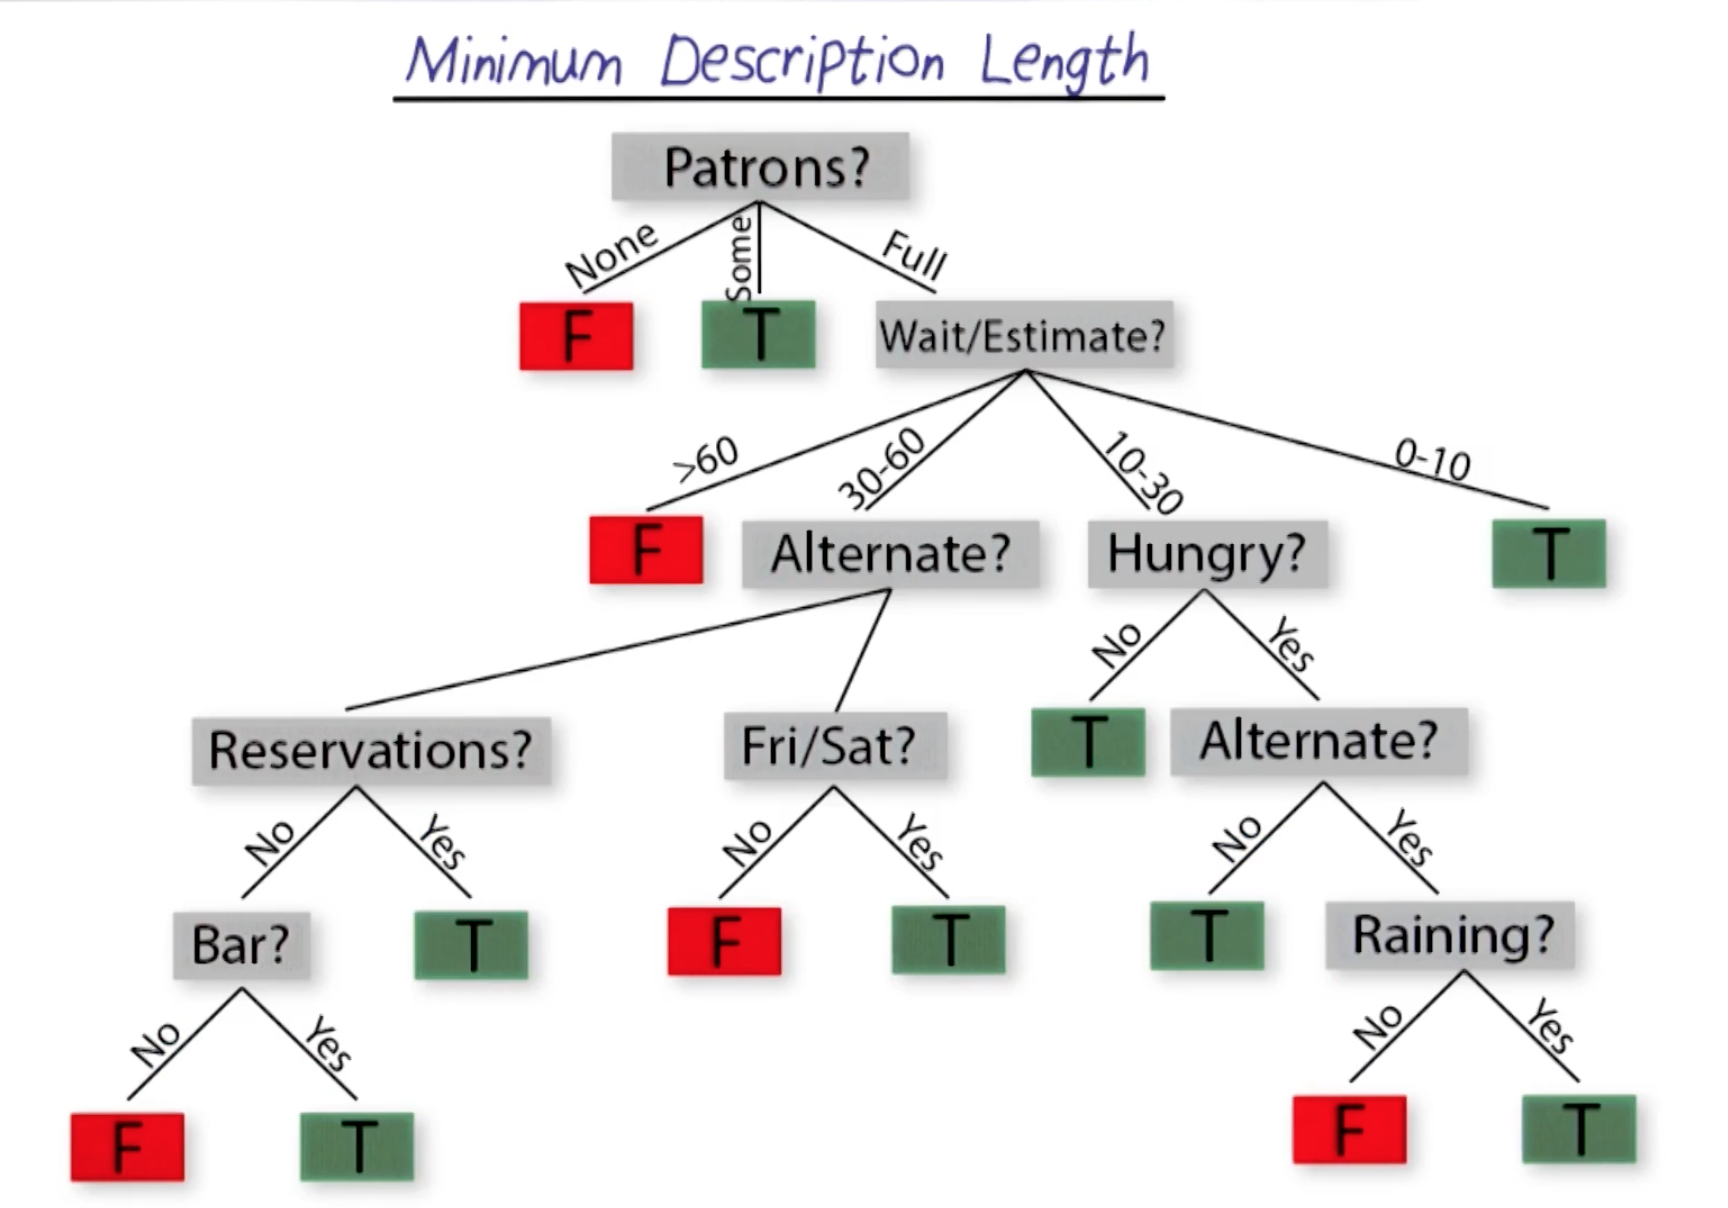 Minimum Description Length
Patrons?
None
Some
Full
F
T
Wait/Estimate?
>60
30-60
10-30
0-10
F
Alternate?
Hungry?
T
No
Yes
Reservations?
Fri/Sat?
T
Alternate?
No
Yes
No
Yes
No
Yes
Bar?
T
F
T
T
Raining?
No
Yes
No
Yes
F
T
F
T